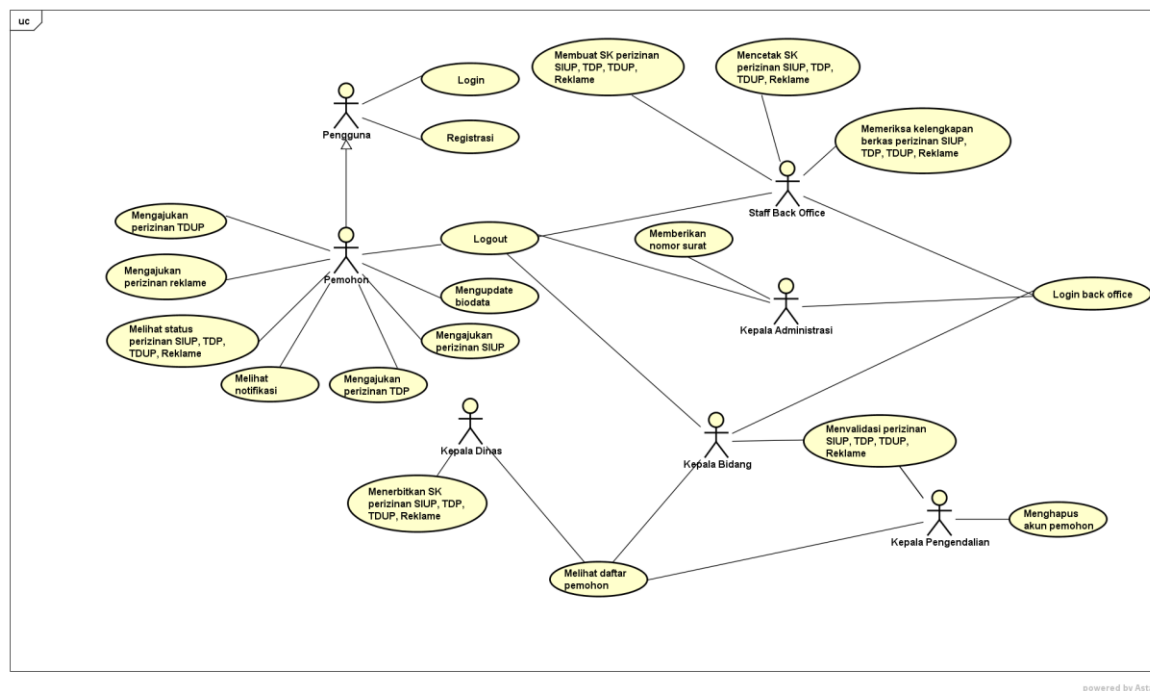 uc
Membuat SK perizinan
SIUP, TDP, TDUP,
Reklame
Mencetak SK
perizinan SIUP, TDP,
TDUP, Reklame
Login
Pengguna
Registrasi
Memeriksa kelengkapan
berkas perizinan SIUP,
TDP, TDUP, Reklame
Staff Back Office
Mengajukan
perizinan TDUP
Logout
Memberikan
nomor surat
Mengajukan
perizinan reklame
Pemohon
Mengupdate
biodata
Kepala Administrasi
Login back office
Melihat status
perizinan SIUP, TDP,
TDUP, Reklame
Mengajukan
perizinan SIUP
Melihat
notifikasi
Mengajukan
perizinan TDP
Kepala Dinas
Kepala Bidang
Menvalidasi perizinan
SIUP, TDP, TDUP,
Reklame
Menerbitkan SK
perizinan SIUP, TDP,
TDUP, Reklame
Kepala Pengendalian
Menghapus
akun pemohon
Melihat daftar
pemohon
powered by Ast